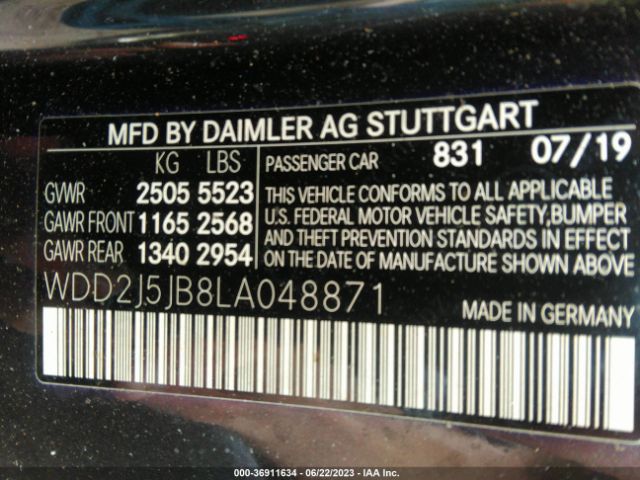 MFD BY DAIMLER AG STUTTGART
KG LBS
GVWR 2505 5523
GAWR FRONT 1165 2568
GAWR REAR 1340 2954
PASSENGER CAR 831 07/19
THIS VEHICLE CONFORMS TO ALL APPLICABLE
U.S. FEDERAL MOTOR VEHICLE SAFETY, BUMPER
AND THEFT PREVENTION STANDARDS IN EFFECT
ON THE DATE OF MANUFACTURE SHOWN ABOVE
WDD2J5JB8LA048871
MADE IN GERMANY
000-36911634 - 06/22/2023 - IAA Inc.